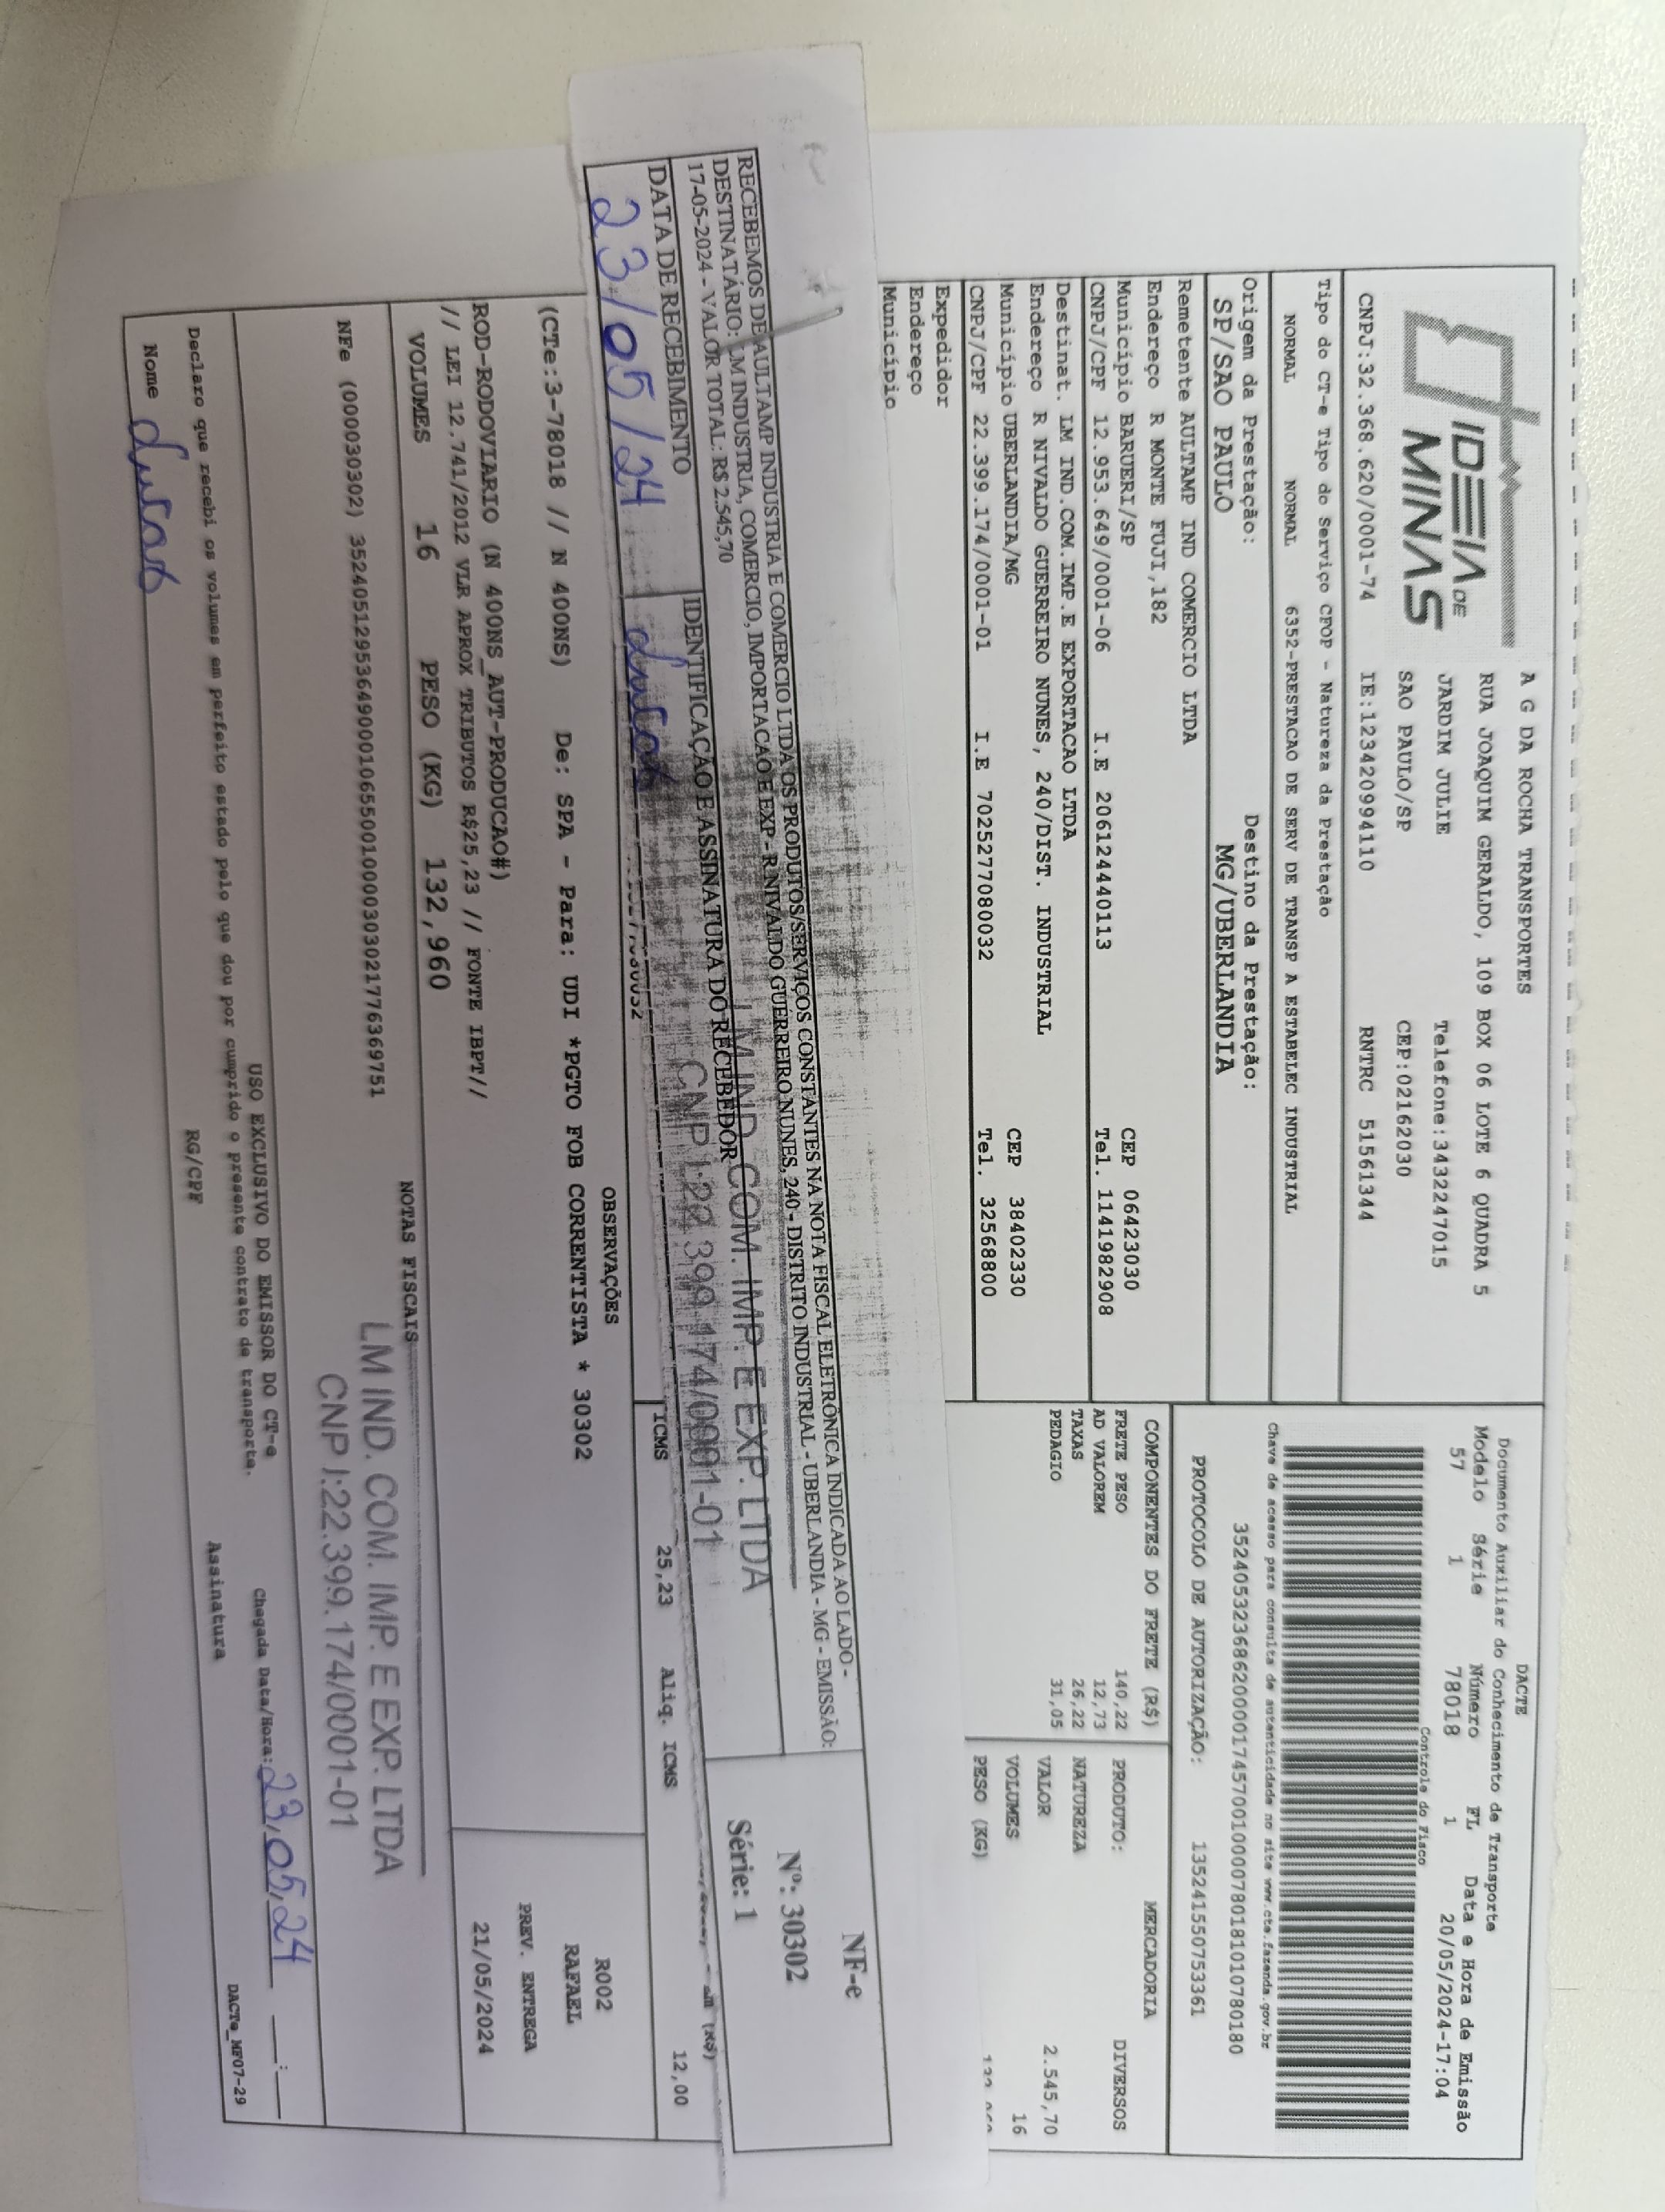 IDEIA DE
MINAS
A G DA ROCHA TRANSPORTES
RUA JOAQUIM GERALDO, 109 BOX 06 LOTE 6 QUADRA 5
JARDIM JULIE Telefone:3432247015
SAO PAULO/SP CEP:02162030
CNPJ:32.368.620/0001-74 IE:123420994110 RNTRC 51561344
DACTE
Documento Auxiliar do Conhecimento de Transporte
Modelo Série Número FL Data e Hora de Emissão
57 1 78018 1 20/05/2024-17:04
Controle do Fisco
Chave de acesso para consulta de autenticidade no site www.cte.fazenda.gov.br
35240532368620000174570010000780181010780180
PROTOCOLO DE AUTORIZAÇÃO: 135241550753361
Tipo do CT-e Tipo do Serviço CFOP - Natureza da Prestação
NORMAL NORMAL 6352-PRESTACAO DE SERV DE TRANSP A ESTABELEC INDUSTRIAL
Origem da Prestação: Destino da Prestação:
SP/SAO PAULO MG/UBERLANDIA
Remetente AULTAMP IND COMERCIO LTDA
Endereço R MONTE FUJI,182
Município BARUERI/SP CEP 06423030
CNPJ/CPF 12.953.649/0001-06 I.E 206124440113 Tel. 1141982908
Destinat. LM IND.COM.IMP.E EXPORTACAO LTDA
Endereço R NIVALDO GUERREIRO NUNES, 240/DIST. INDUSTRIAL
Município UBERLANDIA/MG CEP 38402330
CNPJ/CPF 22.399.174/0001-01 I.E 7025277080032 Tel. 32568800
Expedidor
Endereço
Município
COMPONENTES DO FRETE (R$)
FRETE PESO 140,22
AD VALOREM 12,73
TAXAS 26,22
PEDAGIO 31,05
MERCADORIA
PRODUTO: DIVERSOS
NATUREZA
VALOR 2.545,70
VOLUMES 16
PESO (KG)
RECEBEMOS DE AULTAMP INDUSTRIA E COMERCIO LTDA OS PRODUTOS/SERVIÇOS CONSTANTES NA NOTA FISCAL ELETRÔNICA INDICADA AO LADO -
DESTINATÁRIO: LM INDUSTRIA, COMERCIO, IMPORTACAO E EXP - R NIVALDO GUERREIRO NUNES, 240 - DISTRITO INDUSTRIAL - UBERLANDIA - MG - EMISSÃO:
17-05-2024 - VALOR TOTAL: R$ 2.545,70
DATA DE RECEBIMENTO IDENTIFICAÇÃO E ASSINATURA DO RECEBEDOR
23/05/24 Lucas
LM IND. COM. IMP. E EXP. LTDA
CNPJ:22.399.174/0001-01
NF-e
Nº: 30302
Série: 1
ICMS 25,23 Aliq. ICMS 12,00
OBSERVAÇÕES
(CTe:3-78018 // N 400NS) De: SPA - Para: UDI *PGTO FOB CORRENTISTA * 30302
ROD-RODOVIARIO (N 400NS_AUT-PRODUCAO#)
// LEI 12.741/2012 VLR APROX TRIBUTOS R$25,23 // FONTE IBPT//
R002
RAFAEL
PREV. ENTREGA
21/05/2024
VOLUMES 16 PESO (KG) 132,960
NOTAS FISCAIS
NFe (000030302) 35240512953649000106550010000303021776369751
LM IND. COM. IMP. E EXP. LTDA
CNPJ:22.399.174/0001-01
USO EXCLUSIVO DO EMISSOR DO CT-e
Declaro que recebi os volumes em perfeito estado pelo que dou por cumprido o presente contrato de transporte.
Chegada Data/Hora: 23,05,24 __:__
Nome Lucas RG/CPF Assinatura
DACTe_MF07-29